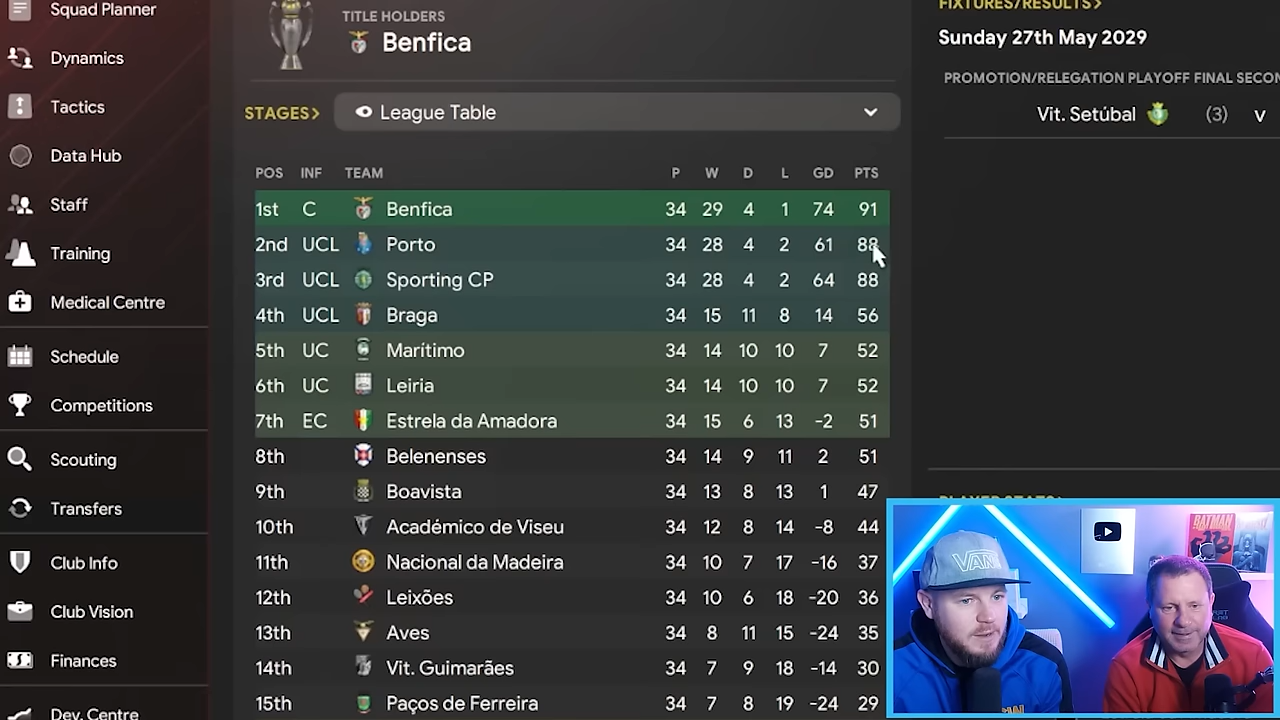 Squad Planner
Dynamics
Tactics
Data Hub
Staff
Training
Medical Centre
Schedule
Competitions
Scouting
Transfers
Club Info
Club Vision
Finances
Dev. Centre
TITLE HOLDERS
Benfica
STAGES> League Table
POS INF TEAM P W D L GD PTS
1st C Benfica 34 29 4 1 74 91
2nd UCL Porto 34 28 4 2 61 88
3rd UCL Sporting CP 34 28 4 2 64 88
4th UCL Braga 34 15 11 8 14 56
5th UC Marítimo 34 14 10 10 7 52
6th UC Leiria 34 14 10 10 7 52
7th EC Estrela da Amadora 34 15 6 13 -2 51
8th Belenenses 34 14 9 11 2 51
9th Boavista 34 13 8 13 1 47
10th Académico de Viseu 34 12 8 14 -8 44
11th Nacional da Madeira 34 10 7 17 -16 37
12th Leixões 34 10 6 18 -20 36
13th Aves 34 8 11 15 -24 35
14th Vit. Guimarães 34 7 9 18 -14 30
15th Paços de Ferreira 34 7 8 19 -24 29
FIXTURES/RESULTS>
Sunday 27th May 2029
PROMOTION/RELEGATION PLAYOFF FINAL SECON
Vit. Setúbal (3) v
PLAYER STATS>
BATMAN
VAN